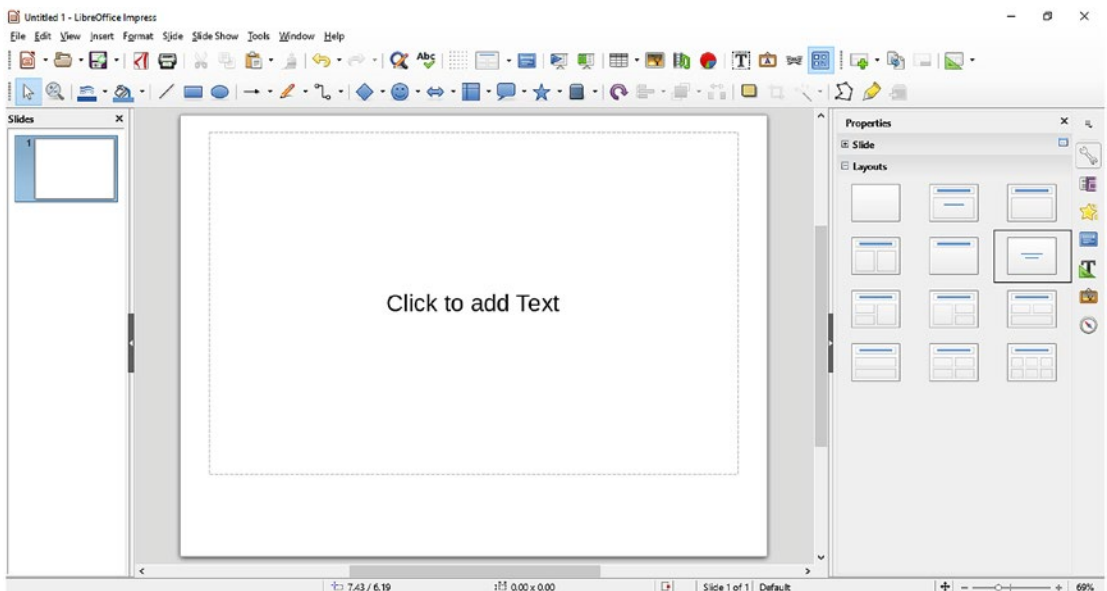 Untitled 1 - LibreOffice Impress
File Edit View Insert Format Slide Slide Show Tools Window Help
Abc
T
Slides
1
Click to add Text
Properties
Slide
Layouts
T
7.43 / 6.19 0.00 x 0.00 Slide 1 of 1 Default 69%